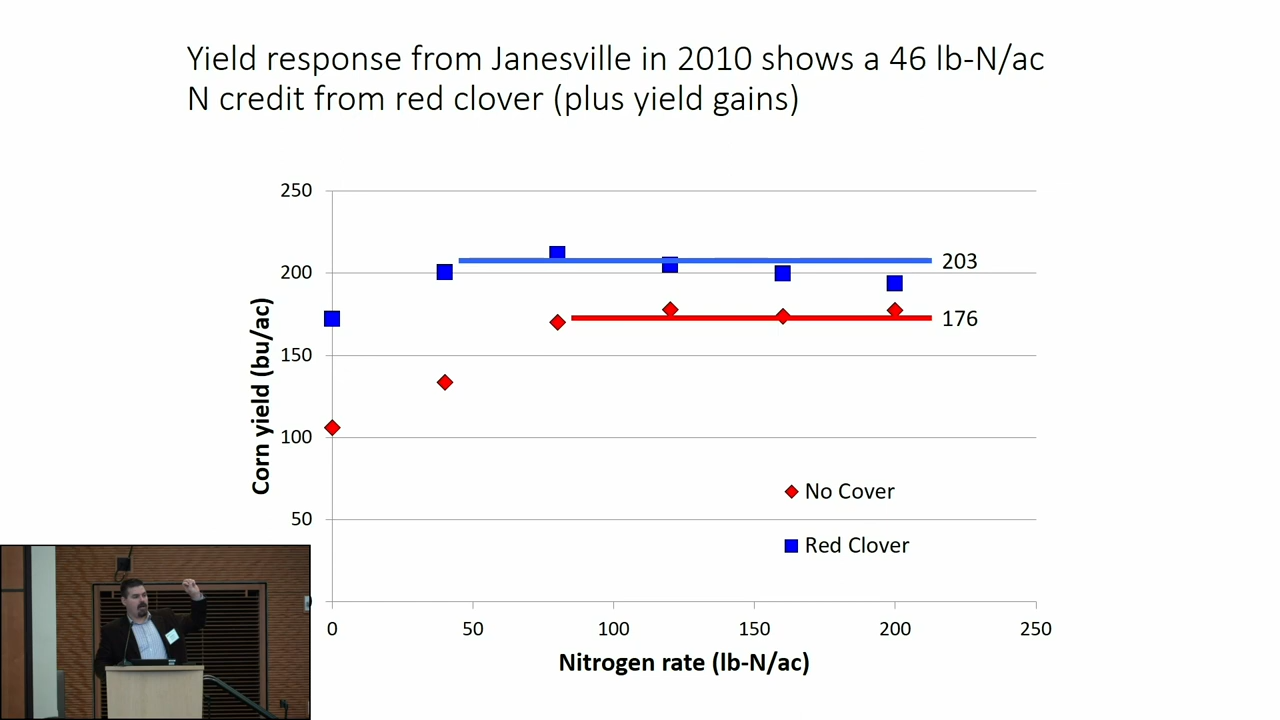 Yield response from Janesville in 2010 shows a 46 lb-N/ac
N credit from red clover (plus yield gains)
250
200
150
100
50
0
Corn yield (bu/ac)
203
176
No Cover
Red Clover
0 50 100 150 200 250
Nitrogen rate (lb-N/ac)